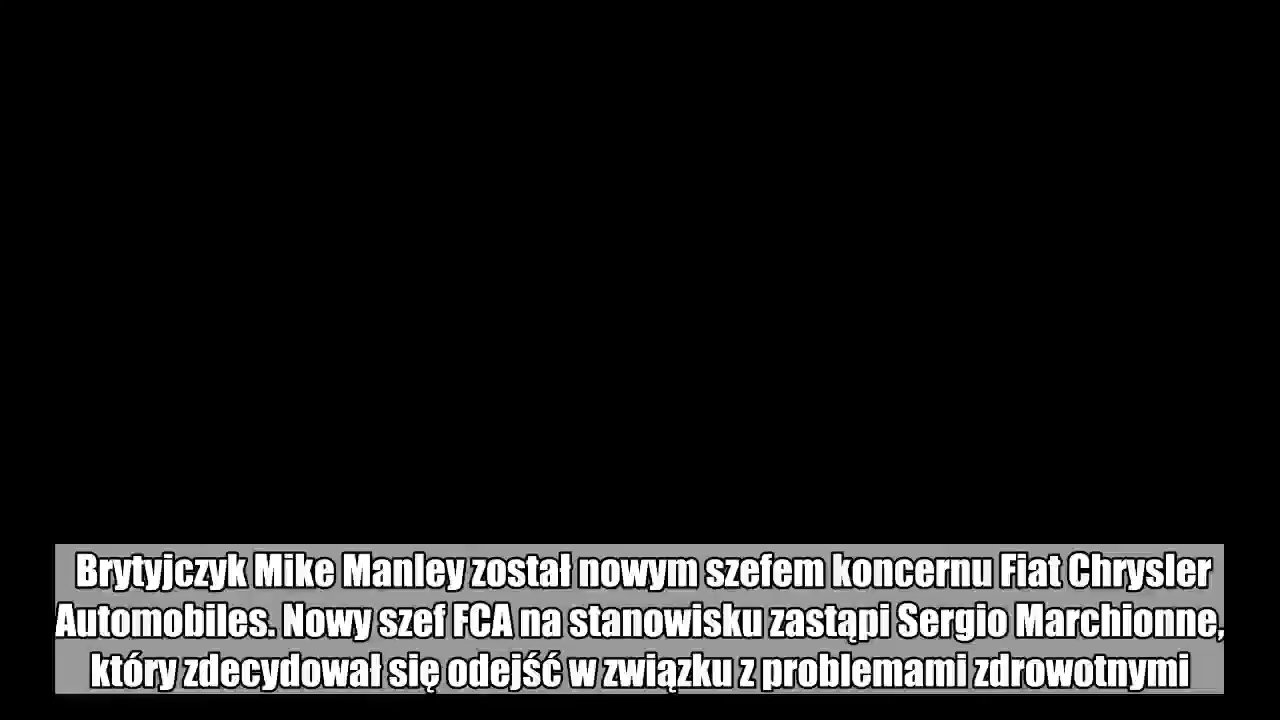 Brytyjczyk Mike Manley został nowym szefem koncernu Fiat Chrysler
Automobiles. Nowy szef FCA na stanowisku zastąpi Sergio Marchionne,
który zdecydował się odejść w związku z problemami zdrowotnymi